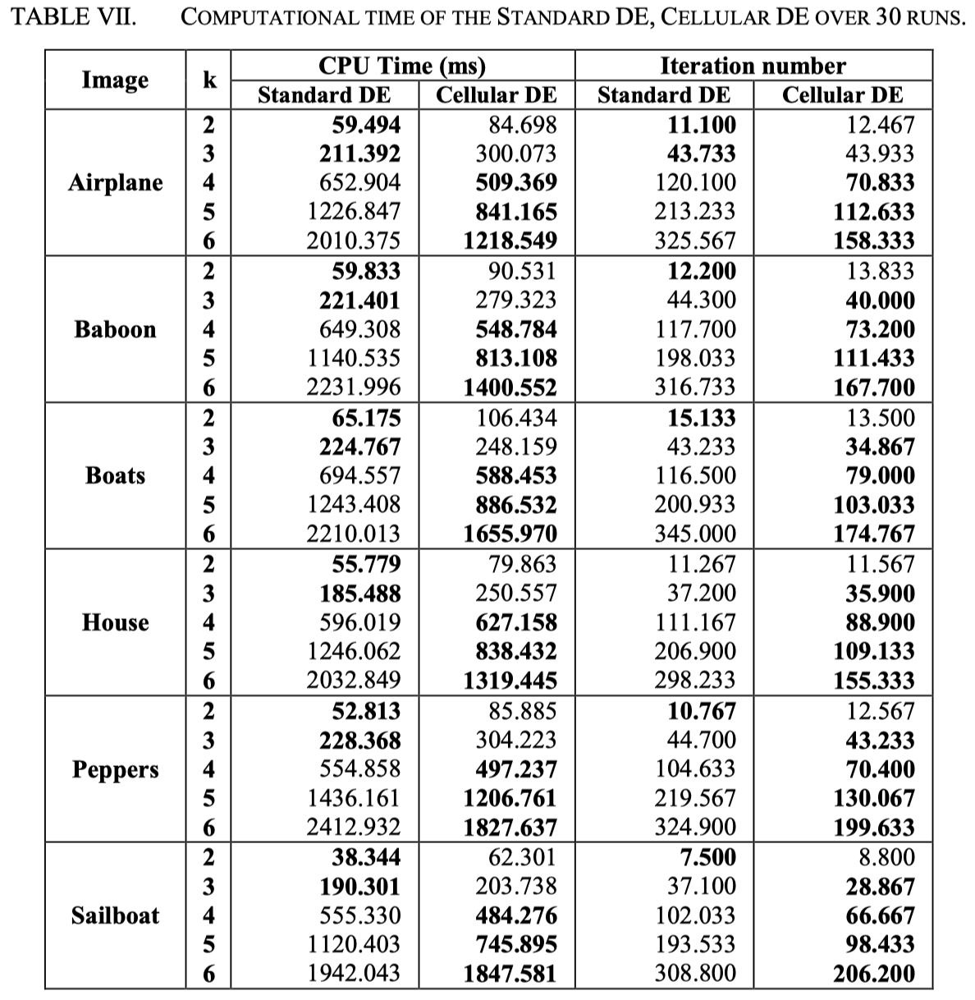 TABLE VII. COMPUTATIONAL TIME OF THE STANDARD DE, CELLULAR DE OVER 30 RUNS.
Image k CPU Time (ms) Iteration number
Standard DE Cellular DE Standard DE Cellular DE
2 59.494 84.698 11.100 12.467
3 211.392 300.073 43.733 43.933
Airplane 4 652.904 509.369 120.100 70.833
5 1226.847 841.165 213.233 112.633
6 2010.375 1218.549 325.567 158.333
2 59.833 90.531 12.200 13.833
3 221.401 279.323 44.300 40.000
Baboon 4 649.308 548.784 117.700 73.200
5 1140.535 813.108 198.033 111.433
6 2231.996 1400.552 316.733 167.700
2 65.175 106.434 15.133 13.500
3 224.767 248.159 43.233 34.867
Boats 4 694.557 588.453 116.500 79.000
5 1243.408 886.532 200.933 103.033
6 2210.013 1655.970 345.000 174.767
2 55.779 79.863 11.267 11.567
3 185.488 250.557 37.200 35.900
House 4 596.019 627.158 111.167 88.900
5 1246.062 838.432 206.900 109.133
6 2032.849 1319.445 298.233 155.333
2 52.813 85.885 10.767 12.567
3 228.368 304.223 44.700 43.233
Peppers 4 554.858 497.237 104.633 70.400
5 1436.161 1206.761 219.567 130.067
6 2412.932 1827.637 324.900 199.633
2 38.344 62.301 7.500 8.800
3 190.301 203.738 37.100 28.867
Sailboat 4 555.330 484.276 102.033 66.667
5 1120.403 745.895 193.533 98.433
6 1942.043 1847.581 308.800 206.200